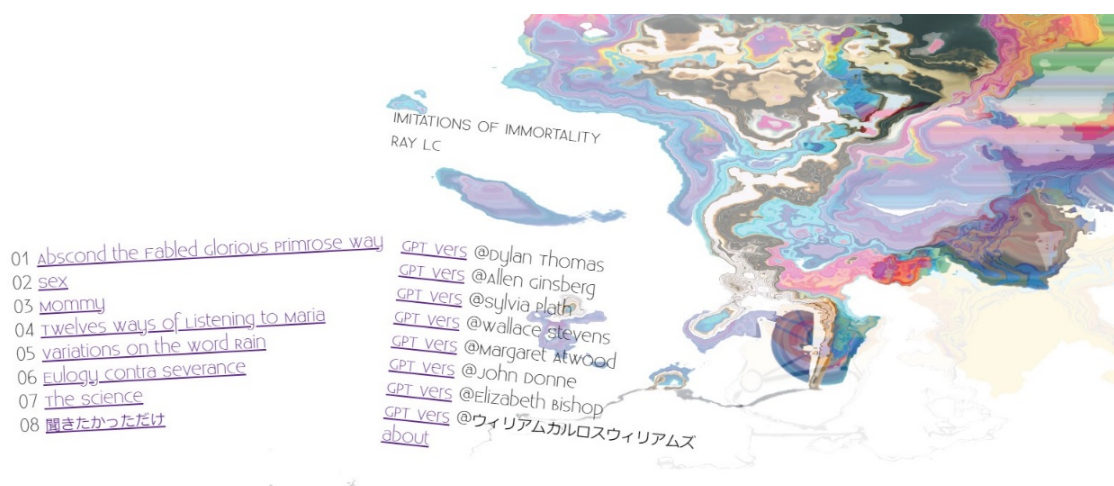 IMITATIONS OF IMMORTALITY
RAY LC
01 Abscond the Fabled Glorious Primrose Way
02 Sex
03 Mommy
04 Twelves Ways of Listening to Maria
05 Variations on the Word Rain
06 Eulogy contra Severance
07 The Science
08 聞きたかっただけ
GPT vers @Dylan Thomas
GPT vers @Allen Ginsberg
GPT vers @Sylvia Plath
GPT vers @Wallace Stevens
GPT vers @Margaret Atwood
GPT vers @John Donne
GPT vers @Elizabeth Bishop
GPT vers @ウィリアムカルロスウィリアムズ
about